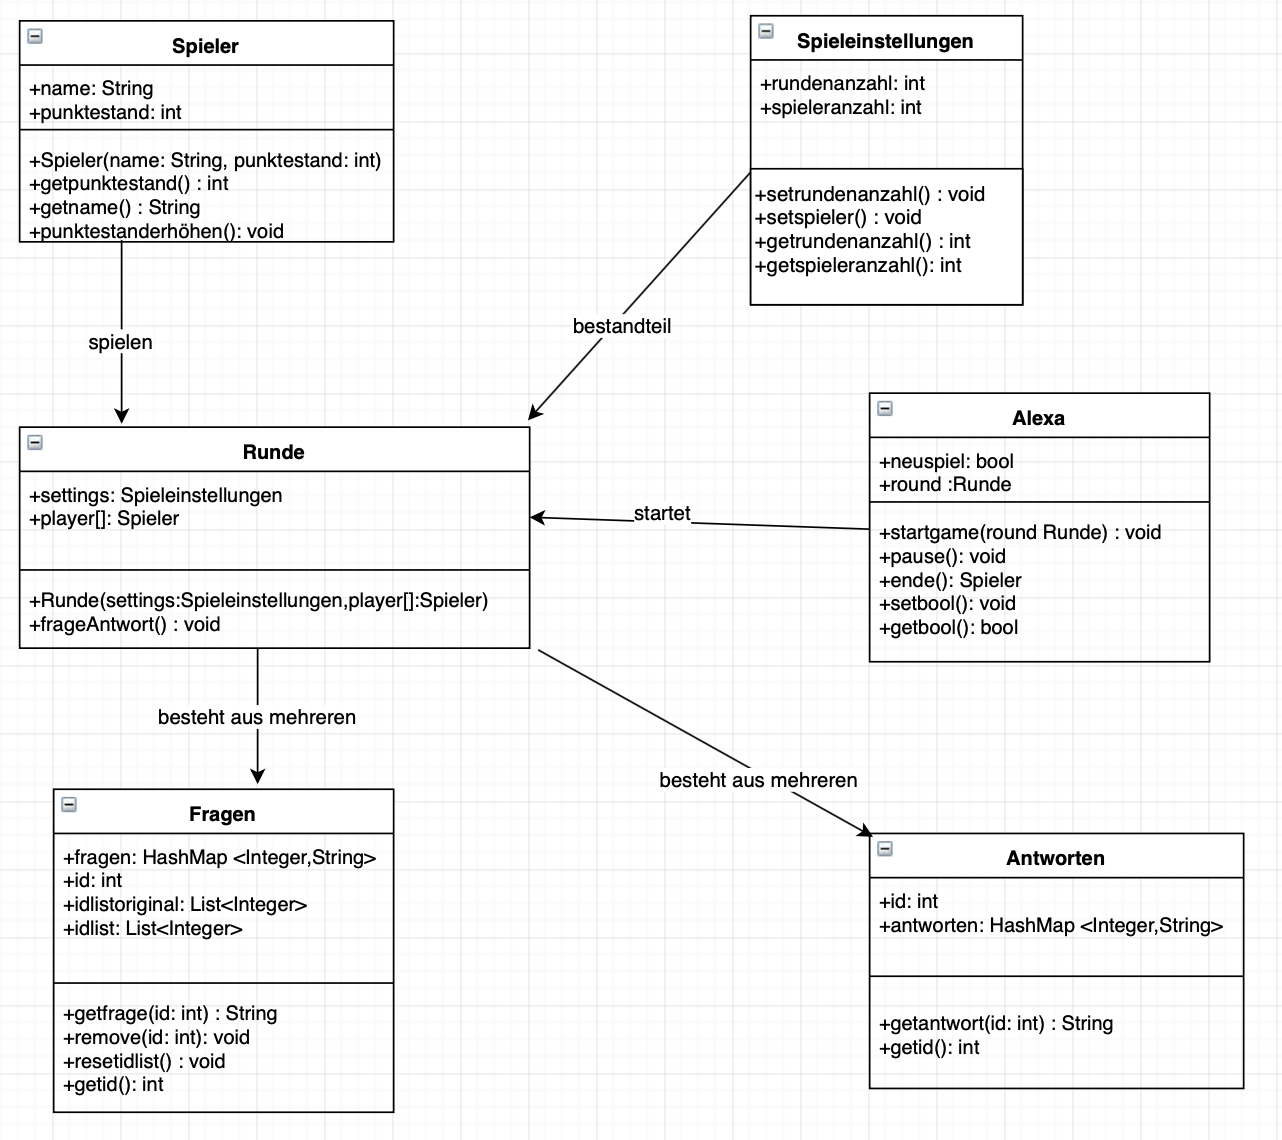 Spieler
+name: String
+punktestand: int
+Spieler(name: String, punktestand: int)
+getpunktestand() : int
+getname() : String
+punktestanderhöhen(): void
Spieleinstellungen
+rundenanzahl: int
+spieleranzahl: int
+setrundenanzahl() : void
+setspieler() : void
+getrundenanzahl() : int
+getspieleranzahl(): int
spielen
bestandteil
Runde
+settings: Spieleinstellungen
+player[]: Spieler
+Runde(settings:Spieleinstellungen,player[]:Spieler)
+frageAntwort() : void
startet
Alexa
+neuspiel: bool
+round :Runde
+startgame(round Runde) : void
+pause(): void
+ende(): Spieler
+setbool(): void
+getbool(): bool
besteht aus mehreren
besteht aus mehreren
Fragen
+fragen: HashMap <Integer,String>
+id: int
+idlistoriginal: List<Integer>
+idlist: List<Integer>
+getfrage(id: int) : String
+remove(id: int): void
+resetidlist() : void
+getid(): int
Antworten
+id: int
+antworten: HashMap <Integer,String>
+getantwort(id: int) : String
+getid(): int